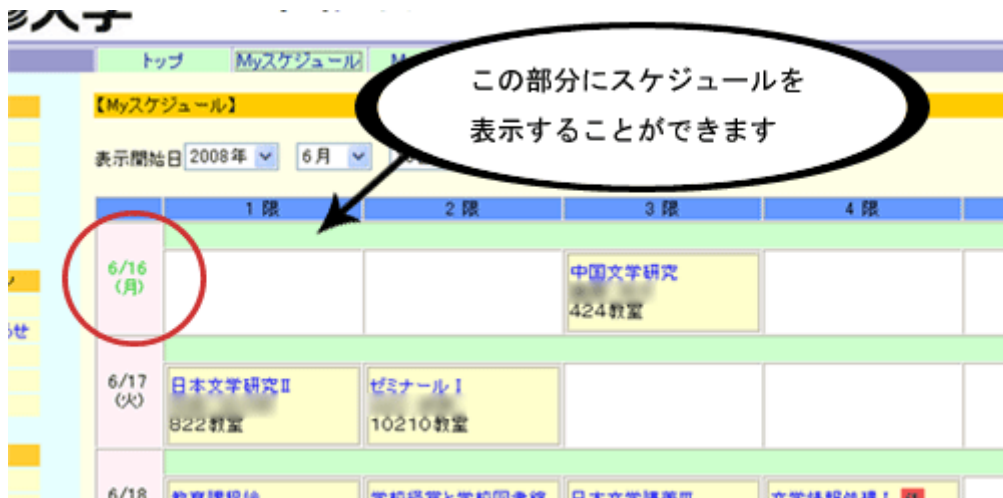 大学
トップ Myスケジュール
この部分にスケジュールを
表示することができます
【Myスケジュール】
表示開始日 2008年 6月
1限 2限 3限 4限
6/16
(月)
中国文学研究
424教室
6/17
(火)
日本文学研究Ⅱ ゼミナールⅠ
822教室 10210教室
6/18